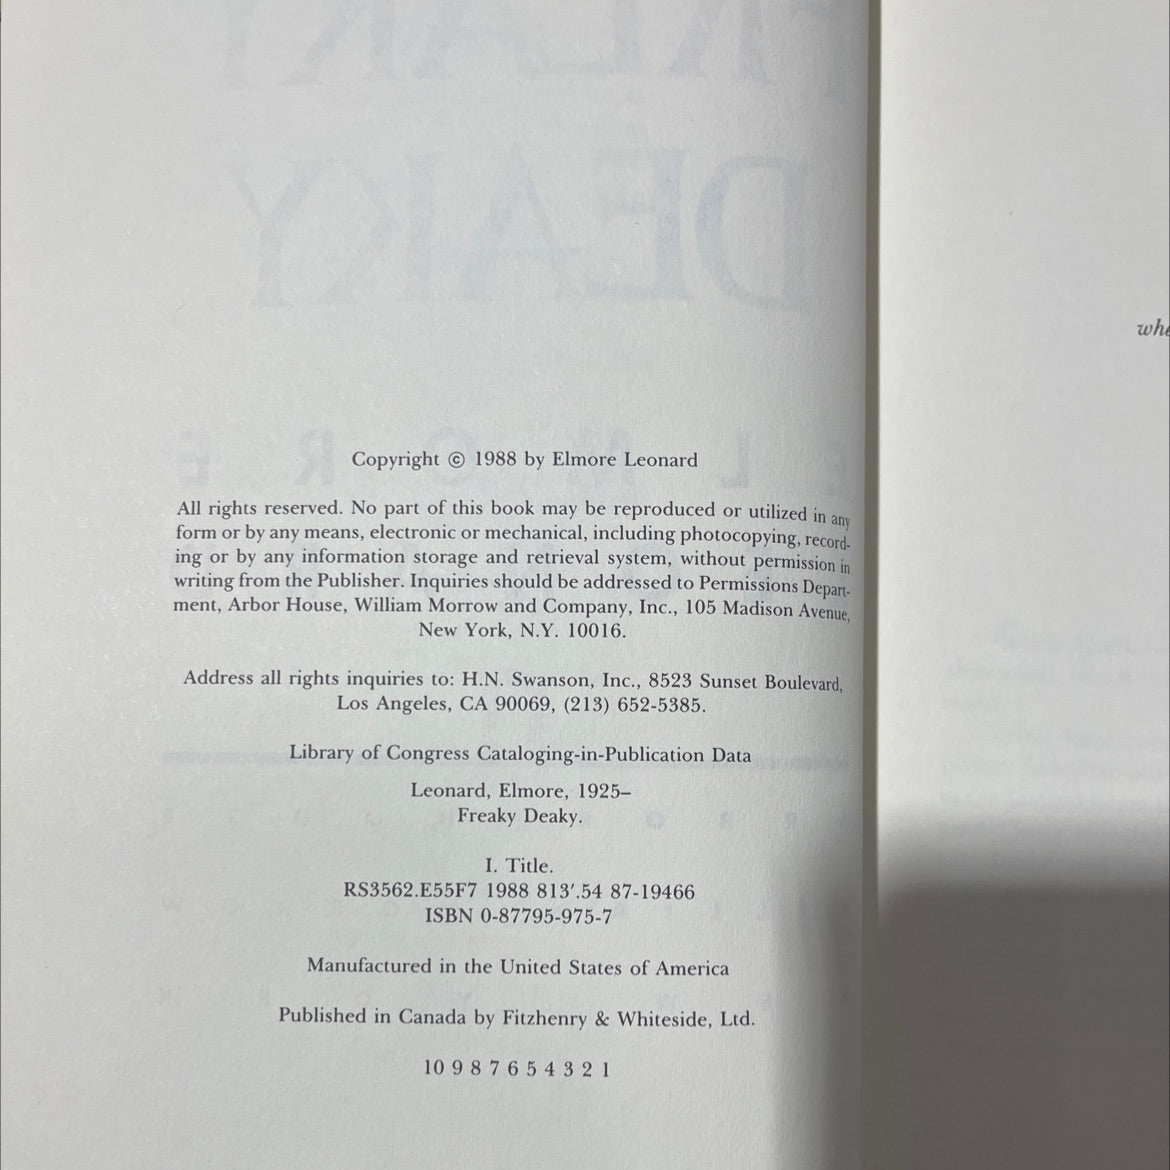 Copyright © 1988 by Elmore Leonard
All rights reserved. No part of this book may be reproduced or utilized in any
form or by any means, electronic or mechanical, including photocopying, record-
ing or by any information storage and retrieval system, without permission in
writing from the Publisher. Inquiries should be addressed to Permissions Depart-
ment, Arbor House, William Morrow and Company, Inc., 105 Madison Avenue,
New York, N.Y. 10016.
Address all rights inquiries to: H.N. Swanson, Inc., 8523 Sunset Boulevard,
Los Angeles, CA 90069, (213) 652-5385.
Library of Congress Cataloging-in-Publication Data
Leonard, Elmore, 1925–
Freaky Deaky.
I. Title.
RS3562.E55F7 1988 813′.54 87-19466
ISBN 0-87795-975-7
Manufactured in the United States of America
Published in Canada by Fitzhenry & Whiteside, Ltd.
10 9 8 7 6 5 4 3 2 1